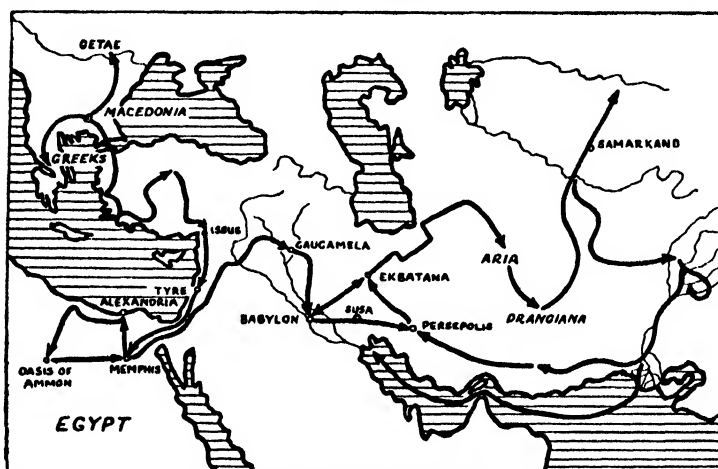 GETAE
MACEDONIA
GREEKS
SAMARKAND
ISSUS
GAUGAMELA
TYRE
ALEXANDRIA
EKBATANA
ARIA
BABYLON
SUSA
PERSEPOLIS
DRANGIANA
OASIS OF
AMMON
MEMPHIS
EGYPT